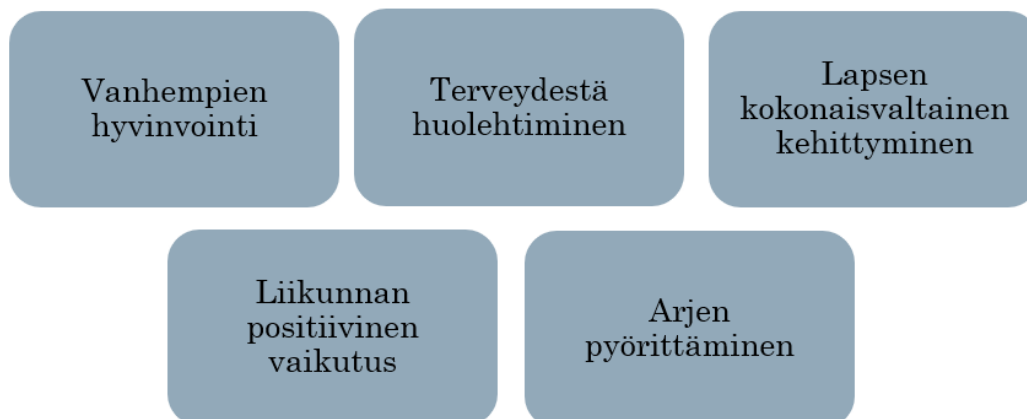 Vanhempien
hyvinvointi
Terveydestä
huolehtiminen
Lapsen
kokonaisvaltainen
kehittyminen
Liikunnan
positiivinen
vaikutus
Arjen
pyörittäminen